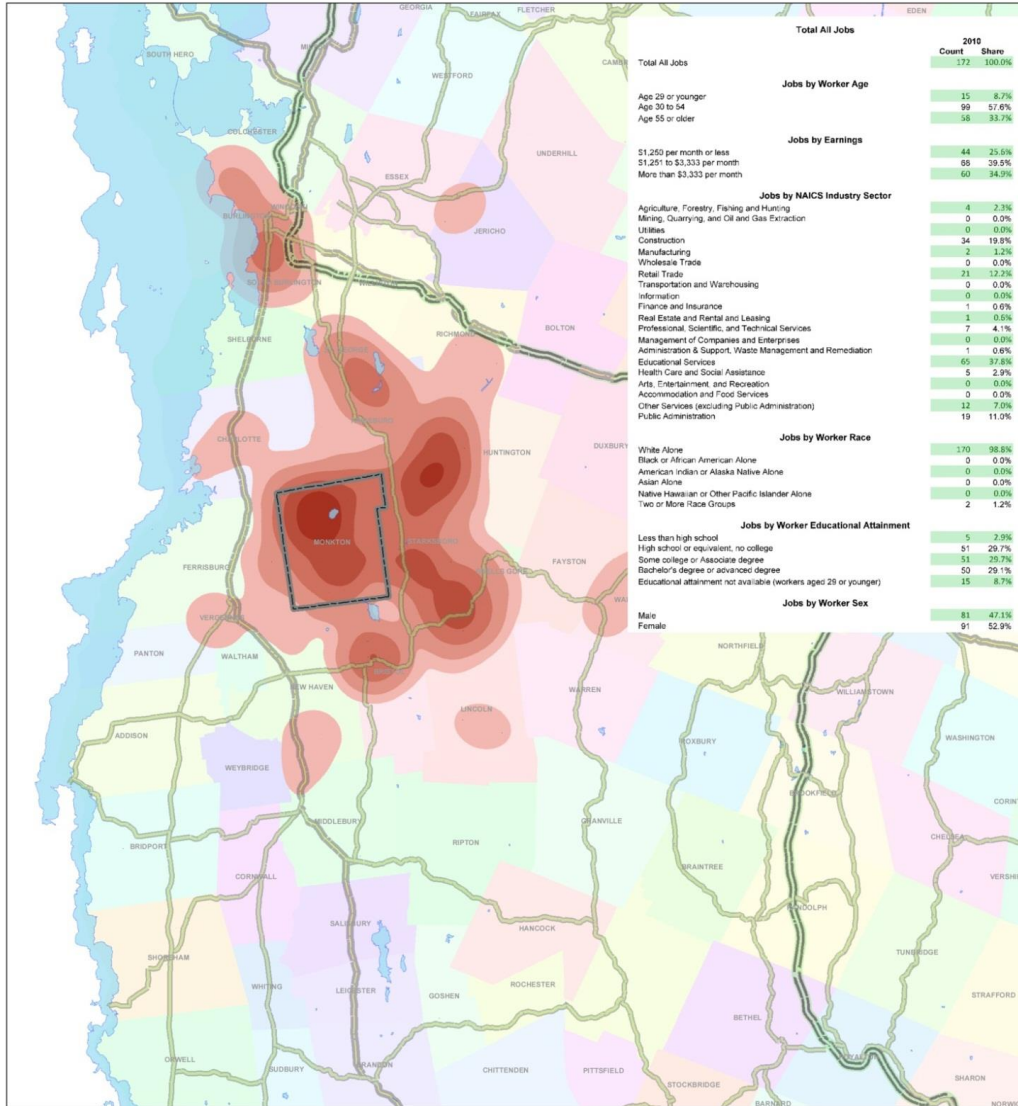 GEORGIA
FAIRFAX
FLETCHER
EDEN
SOUTH HERO
WESTFORD
COLCHESTER
UNDERHILL
ESSEX
JERICHO
BOLTON
SHELBURNE
RICHMOND
CHARLOTTE
HUNTINGTON
DUXBURY
MONKTON
STARKSBORO
FERRISBURG
FAYSTON
PANTON
WALTHAM
NEW HAVEN
NORTHFIELD
WILLIAMSTOWN
WARREN
LINCOLN
ADDISON
ROXBURY
WASHINGTON
WEYBRIDGE
BROOKFIELD
MIDDLEBURY
GRANVILLE
BRIDPORT
RIPTON
CHELSEA
BRAINTREE
CORNWALL
RANDOLPH
SALISBURY
HANCOCK
SHOREHAM
TUNBRIDGE
WHITING
LEICESTER
GOSHEN
ROCHESTER
STRAFFORD
BETHEL
ORWELL
SUDBURY
BRANDON
CHITTENDEN
PITTSFIELD
STOCKBRIDGE
SHARON
BARNARD
Total All Jobs
2010
Count Share
Total All Jobs 172 100.0%
Jobs by Worker Age
Age 29 or younger 15 8.7%
Age 30 to 54 99 57.6%
Age 55 or older 58 33.7%
Jobs by Earnings
$1,250 per month or less 44 25.6%
$1,251 to $3,333 per month 68 39.5%
More than $3,333 per month 60 34.9%
Jobs by NAICS Industry Sector
Agriculture, Forestry, Fishing and Hunting 4 2.3%
Mining, Quarrying, and Oil and Gas Extraction 0 0.0%
Utilities 0 0.0%
Construction 34 19.8%
Manufacturing 2 1.2%
Wholesale Trade 0 0.0%
Retail Trade 21 12.2%
Transportation and Warehousing 0 0.0%
Information 0 0.0%
Finance and Insurance 1 0.6%
Real Estate and Rental and Leasing 1 0.6%
Professional, Scientific, and Technical Services 7 4.1%
Management of Companies and Enterprises 0 0.0%
Administration & Support, Waste Management and Remediation 1 0.6%
Educational Services 65 37.8%
Health Care and Social Assistance 5 2.9%
Arts, Entertainment, and Recreation 0 0.0%
Accommodation and Food Services 0 0.0%
Other Services (excluding Public Administration) 12 7.0%
Public Administration 19 11.0%
Jobs by Worker Race
White Alone 170 98.8%
Black or African American Alone 0 0.0%
American Indian or Alaska Native Alone 0 0.0%
Asian Alone 0 0.0%
Native Hawaiian or Other Pacific Islander Alone 0 0.0%
Two or More Race Groups 2 1.2%
Jobs by Worker Educational Attainment
Less than high school 5 2.9%
High school or equivalent, no college 51 29.7%
Some college or Associate degree 51 29.7%
Bachelor's degree or advanced degree 50 29.1%
Educational attainment not available (workers aged 29 or younger) 15 8.7%
Jobs by Worker Sex
Male 81 47.1%
Female 91 52.9%